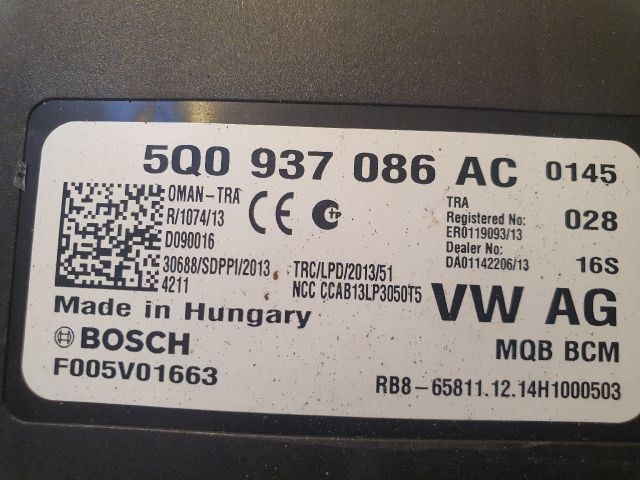 5Q0 937 086 AC 0145
OMAN-TRA
R/1074/13
D090016
CE
TP
TRA
Registered No:
ER0119093/13
Dealer No:
DA01142206/13
028
16S
30688/SDPPI/2013
4211
TRC/LPD/2013/51
NCC CCAB13LP3050T5
Made in Hungary
VW AG
BOSCH
MQB BCM
F005V01663
RB8-65811.12.14H1000503